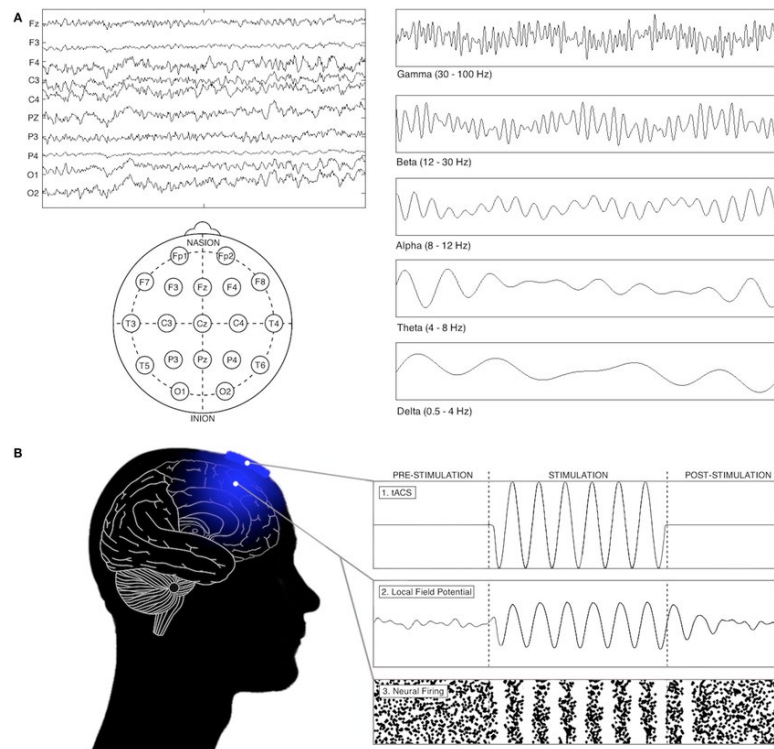 A
Fz
F3
F4
C3
C4
PZ
P3
P4
O1
O2
Gamma (30 - 100 Hz)
Beta (12 - 30 Hz)
Alpha (8 - 12 Hz)
Theta (4 - 8 Hz)
Delta (0.5 - 4 Hz)
NASION
Fp1 Fp2
F7 F3 Fz F4 F8
T3 C3 Cz C4 T4
T5 P3 Pz P4 T6
O1 O2
INION
B
PRE-STIMULATION STIMULATION POST-STIMULATION
1. tACS
2. Local Field Potential
3. Neural Firing